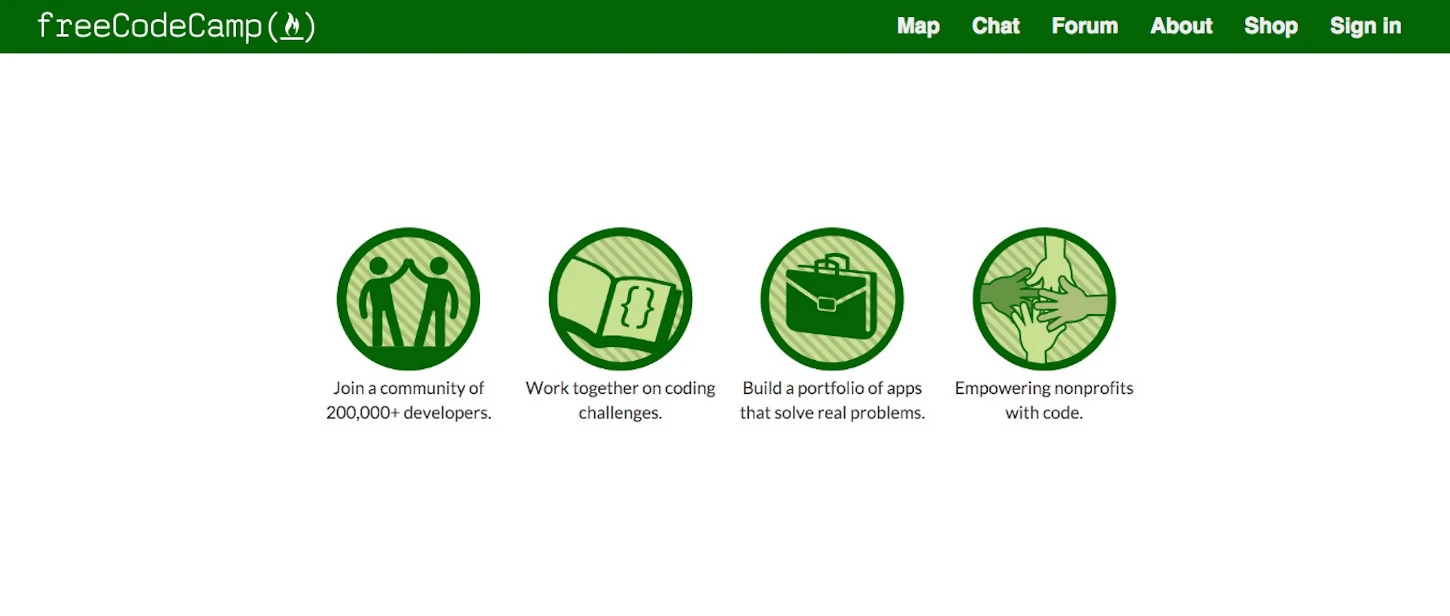 freeCodeCamp(🔥) Map Chat Forum About Shop Sign in
{ }
Join a community of
200,000+ developers.
Work together on coding
challenges.
Build a portfolio of apps
that solve real problems.
Empowering nonprofits
with code.